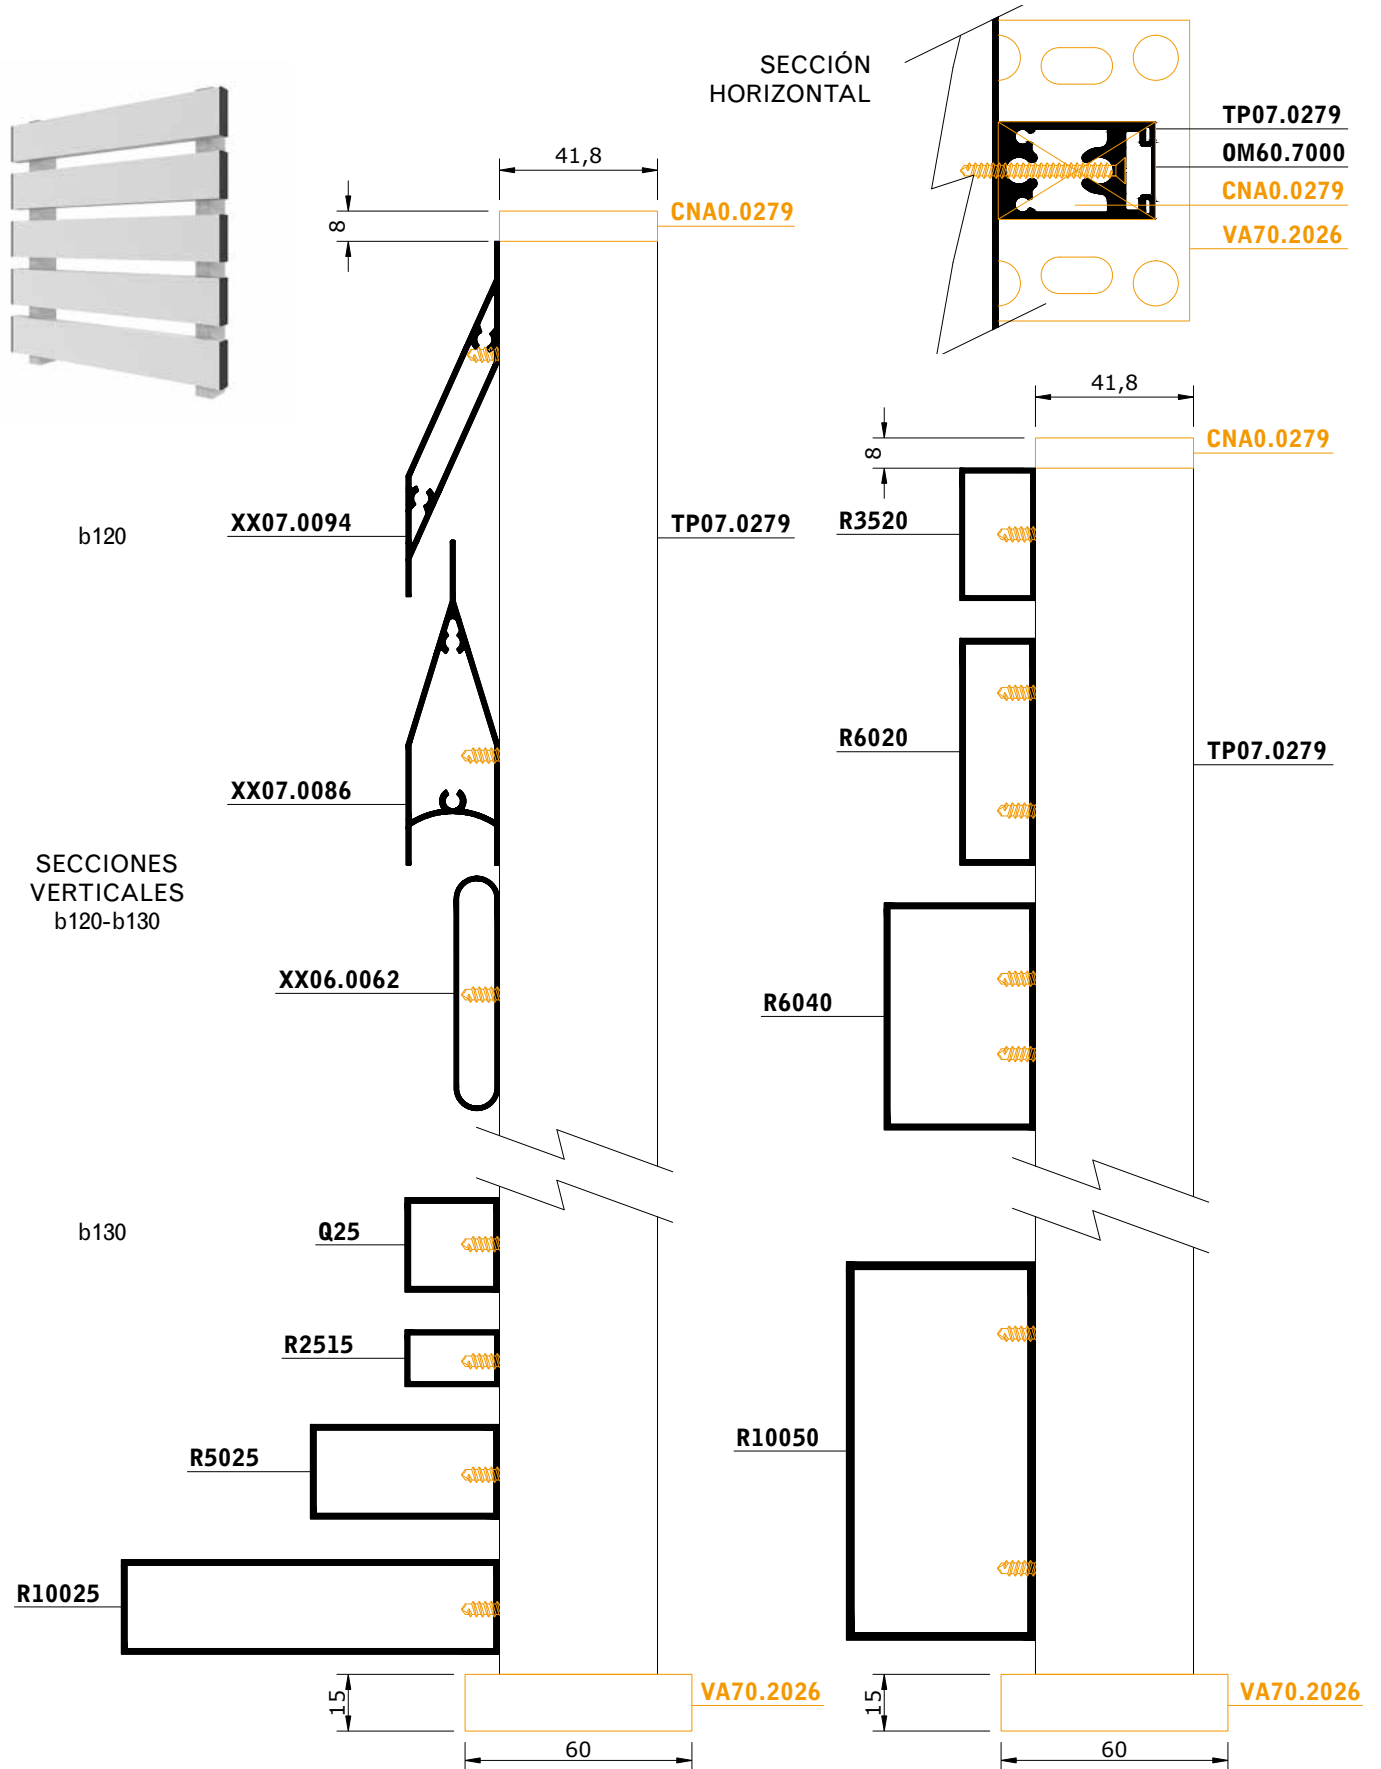 SECCIÓN
HORIZONTAL
TP07.0279
OM60.7000
CNA0.0279
VA70.2026
41,8
8
CNA0.0279
41,8
8
CNA0.0279
b120
XX07.0094
TP07.0279
R3520
R6020
TP07.0279
XX07.0086
SECCIONES
VERTICALES
b120-b130
XX06.0062
R6040
b130
Q25
R2515
R5025
R10050
R10025
15
VA70.2026
60
15
VA70.2026
60